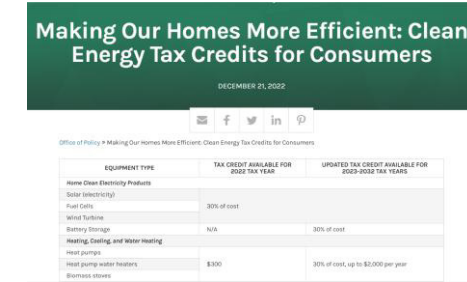 Making Our Homes More Efficient: Clean
Energy Tax Credits for Consumers
DECEMBER 21, 2022
Office of Policy » Making Our Homes More Efficient: Clean Energy Tax Credits for Consumers
EQUIPMENT TYPE
TAX CREDIT AVAILABLE FOR
2022 TAX YEAR
UPDATED TAX CREDIT AVAILABLE FOR
2023-2032 TAX YEARS
Home Clean Electricity Products
Solar (electricity)
Fuel Cells
Wind Turbine
30% of cost
Battery Storage
N/A
30% of cost
Heating, Cooling, and Water Heating
Heat pumps
Heat pump water heaters
Biomass stoves
$300
30% of cost, up to $2,000 per year